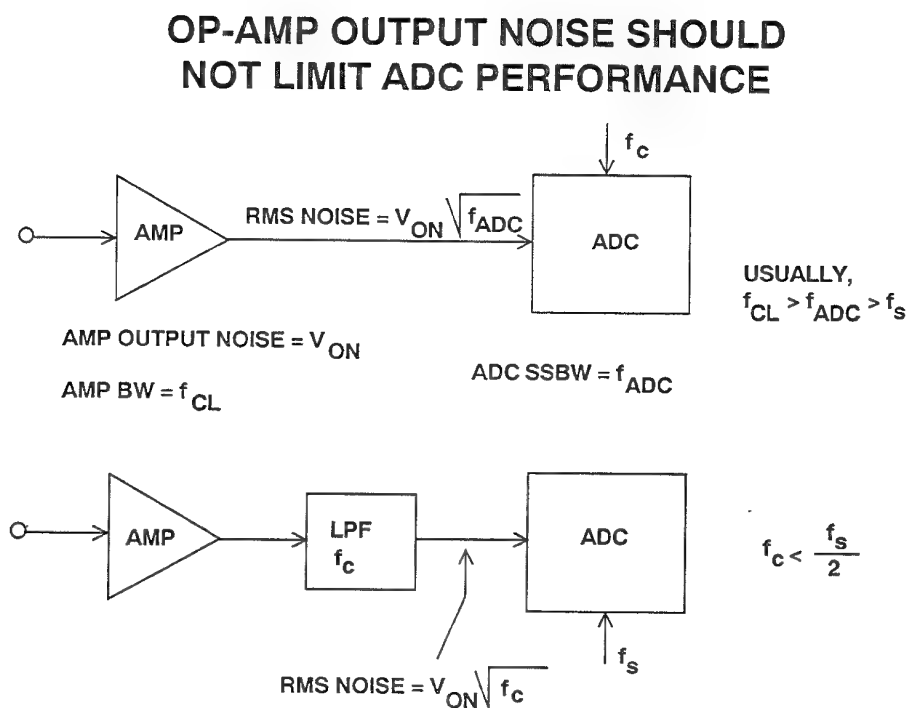 OP-AMP OUTPUT NOISE SHOULD
NOT LIMIT ADC PERFORMANCE
f_c
AMP
RMS NOISE = V_ON √f_ADC
ADC
USUALLY,
f_CL > f_ADC > f_s
AMP OUTPUT NOISE = V_ON
ADC SSBW = f_ADC
AMP BW = f_CL
AMP
LPF
f_c
ADC
f_c < f_s / 2
f_s
RMS NOISE = V_ON √f_c